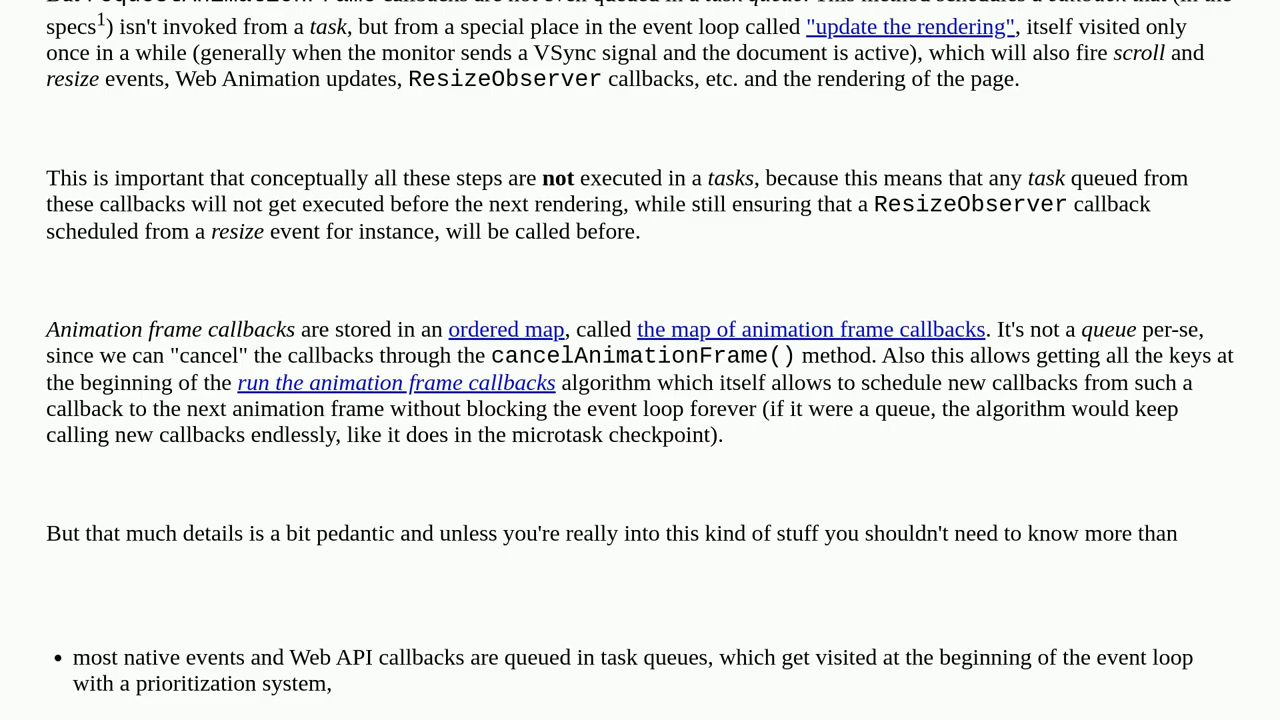 specs1) isn't invoked from a task, but from a special place in the event loop called "update the rendering", itself visited only
once in a while (generally when the monitor sends a VSync signal and the document is active), which will also fire scroll and
resize events, Web Animation updates, ResizeObserver callbacks, etc. and the rendering of the page.
This is important that conceptually all these steps are not executed in a tasks, because this means that any task queued from
these callbacks will not get executed before the next rendering, while still ensuring that a ResizeObserver callback
scheduled from a resize event for instance, will be called before.
Animation frame callbacks are stored in an ordered map, called the map of animation frame callbacks. It's not a queue per-se,
since we can "cancel" the callbacks through the cancelAnimationFrame() method. Also this allows getting all the keys at
the beginning of the run the animation frame callbacks algorithm which itself allows to schedule new callbacks from such a
callback to the next animation frame without blocking the event loop forever (if it were a queue, the algorithm would keep
calling new callbacks endlessly, like it does in the microtask checkpoint).
But that much details is a bit pedantic and unless you're really into this kind of stuff you shouldn't need to know more than
• most native events and Web API callbacks are queued in task queues, which get visited at the beginning of the event loop
with a prioritization system,